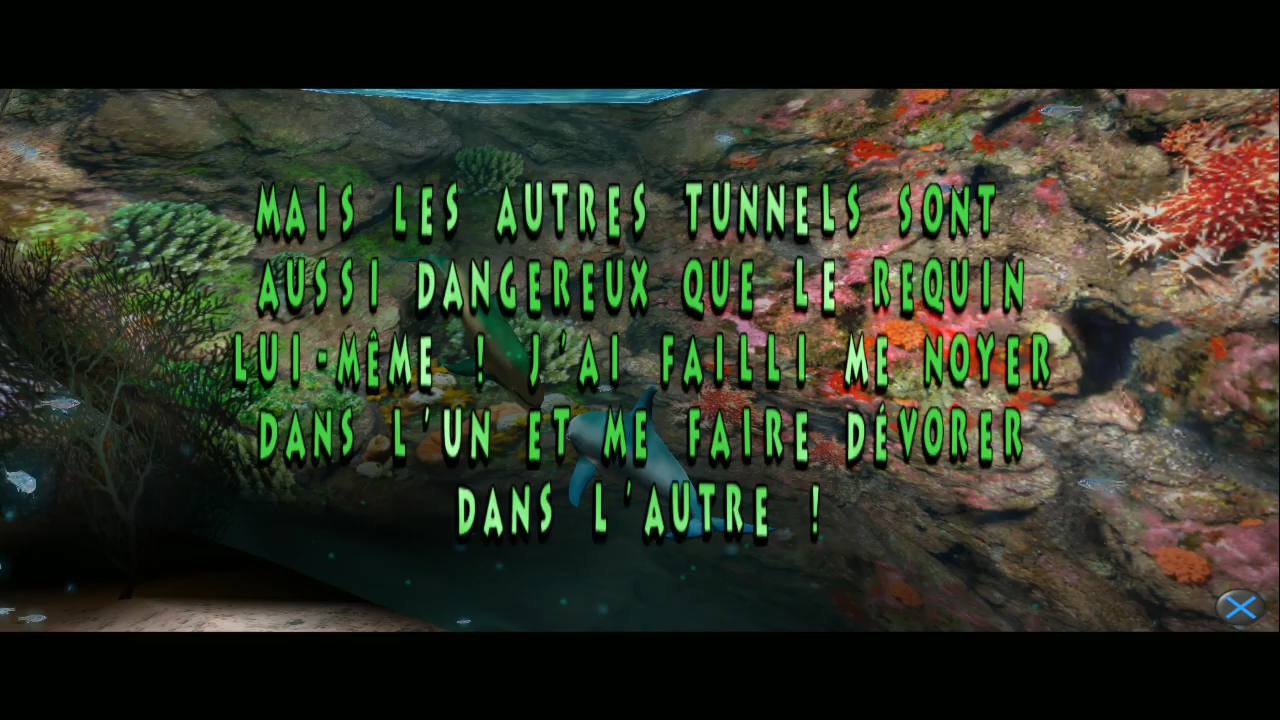 MAIS LES AUTRES TUNNELS SONT
AUSSI DANGEREUX QUE LE REQUIN
LUI-MÊME ! J'AI FAILLI ME NOYER
DANS L'UN ET ME FAIRE DÉVORER
DANS L'AUTRE !